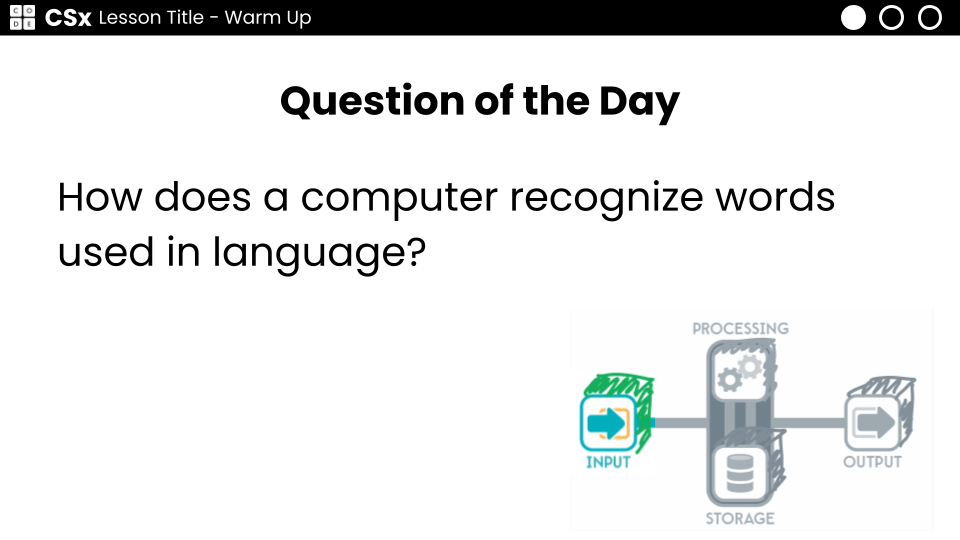 CODE CSx Lesson Title - Warm Up
Question of the Day
How does a computer recognize words
used in language?
PROCESSING
INPUT
OUTPUT
STORAGE